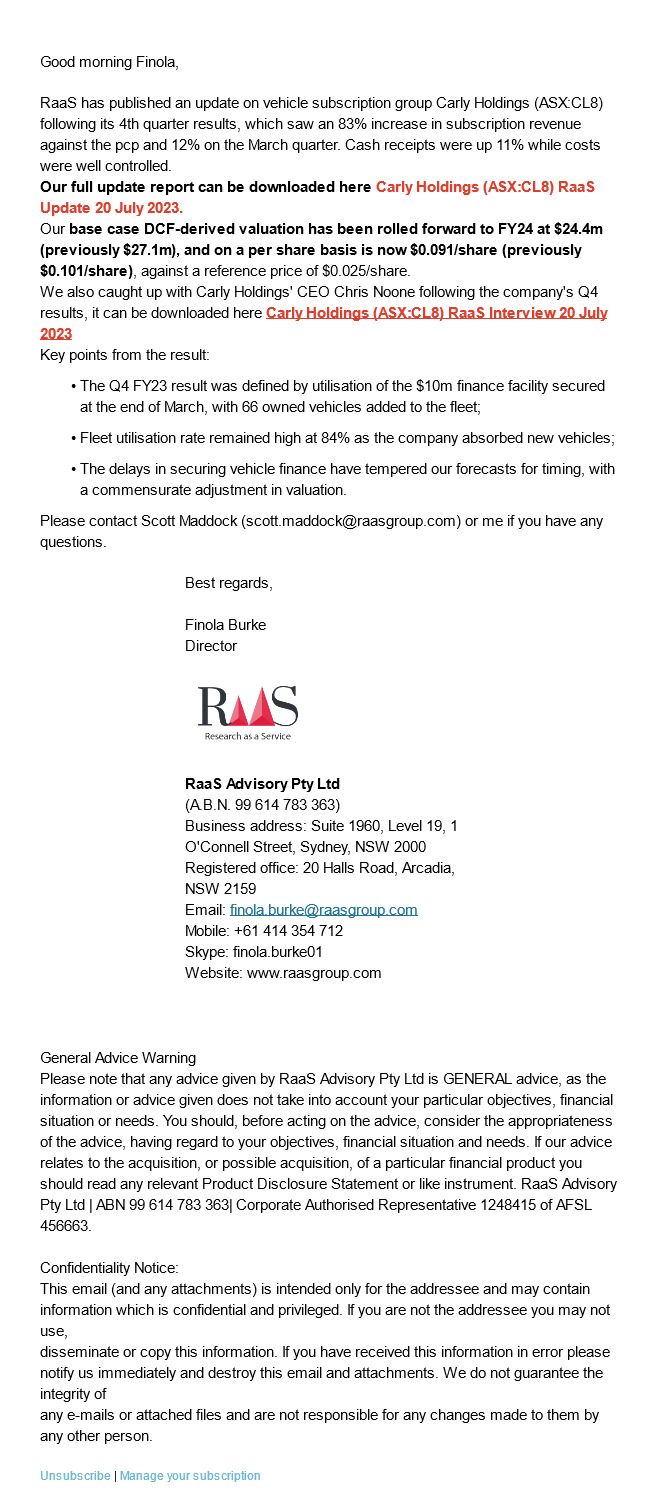 Good morning Finola,
RaaS has published an update on vehicle subscription group Carly Holdings (ASX:CL8)
following its 4th quarter results, which saw an 83% increase in subscription revenue
against the pcp and 12% on the March quarter. Cash receipts were up 11% while costs
were well controlled.
Our full update report can be downloaded here Carly Holdings (ASX:CL8) RaaS
Update 20 July 2023.
Our base case DCF-derived valuation has been rolled forward to FY24 at $24.4m
(previously $27.1m), and on a per share basis is now $0.091/share (previously
$0.101/share), against a reference price of $0.025/share.
We also caught up with Carly Holdings' CEO Chris Noone following the company's Q4
results, it can be downloaded here Carly Holdings (ASX:CL8) RaaS Interview 20 July
2023
Key points from the result:
• The Q4 FY23 result was defined by utilisation of the $10m finance facility secured
at the end of March, with 66 owned vehicles added to the fleet;
• Fleet utilisation rate remained high at 84% as the company absorbed new vehicles;
• The delays in securing vehicle finance have tempered our forecasts for timing, with
a commensurate adjustment in valuation.
Please contact Scott Maddock (scott.maddock@raasgroup.com) or me if you have any
questions.
Best regards,
Finola Burke
Director
RaaS
Research as a Service
RaaS Advisory Pty Ltd
(A.B.N. 99 614 783 363)
Business address: Suite 1960, Level 19, 1
O'Connell Street, Sydney, NSW 2000
Registered office: 20 Halls Road, Arcadia,
NSW 2159
Email: finola.burke@raasgroup.com
Mobile: +61 414 354 712
Skype: finola.burke01
Website: www.raasgroup.com
General Advice Warning
Please note that any advice given by RaaS Advisory Pty Ltd is GENERAL advice, as the
information or advice given does not take into account your particular objectives, financial
situation or needs. You should, before acting on the advice, consider the appropriateness
of the advice, having regard to your objectives, financial situation and needs. If our advice
relates to the acquisition, or possible acquisition, of a particular financial product you
should read any relevant Product Disclosure Statement or like instrument. RaaS Advisory
Pty Ltd | ABN 99 614 783 363| Corporate Authorised Representative 1248415 of AFSL
456663.
Confidentiality Notice:
This email (and any attachments) is intended only for the addressee and may contain
information which is confidential and privileged. If you are not the addressee you may not
use,
disseminate or copy this information. If you have received this information in error please
notify us immediately and destroy this email and attachments. We do not guarantee the
integrity of
any e-mails or attached files and are not responsible for any changes made to them by
any other person.
Unsubscribe | Manage your subscription